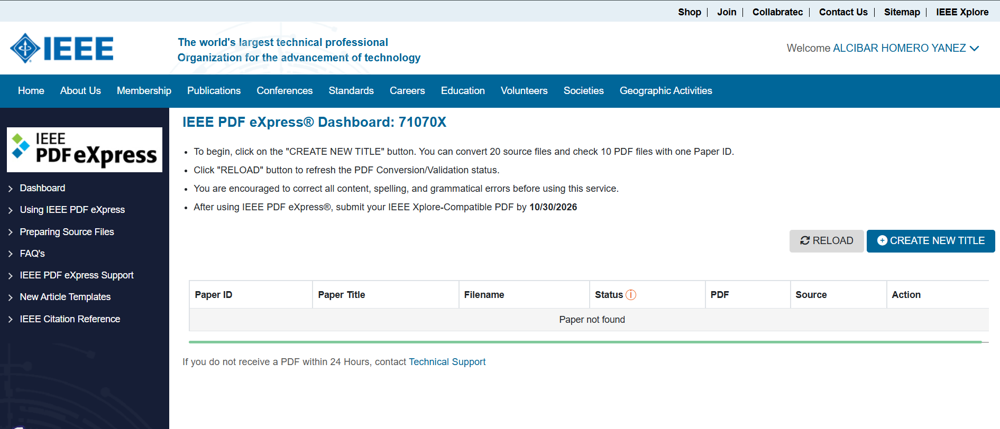 Shop | Join | Collabratec | Contact Us | Sitemap | IEEE Xplore
IEEE
The world's largest technical professional
Organization for the advancement of technology
Welcome ALCIBAR HOMERO YANEZ
Home About Us Membership Publications Conferences Standards Careers Education Volunteers Societies Geographic Activities
IEEE
PDF eXpress
Dashboard
Using IEEE PDF eXpress
Preparing Source Files
FAQ's
IEEE PDF eXpress Support
New Article Templates
IEEE Citation Reference
IEEE PDF eXpress® Dashboard: 71070X
• To begin, click on the "CREATE NEW TITLE" button. You can convert 20 source files and check 10 PDF files with one Paper ID.
• Click "RELOAD" button to refresh the PDF Conversion/Validation status.
• You are encouraged to correct all content, spelling, and grammatical errors before using this service.
• After using IEEE PDF eXpress®, submit your IEEE Xplore-Compatible PDF by 10/30/2026
RELOAD CREATE NEW TITLE
Paper ID Paper Title Filename Status PDF Source Action
Paper not found
If you do not receive a PDF within 24 Hours, contact Technical Support